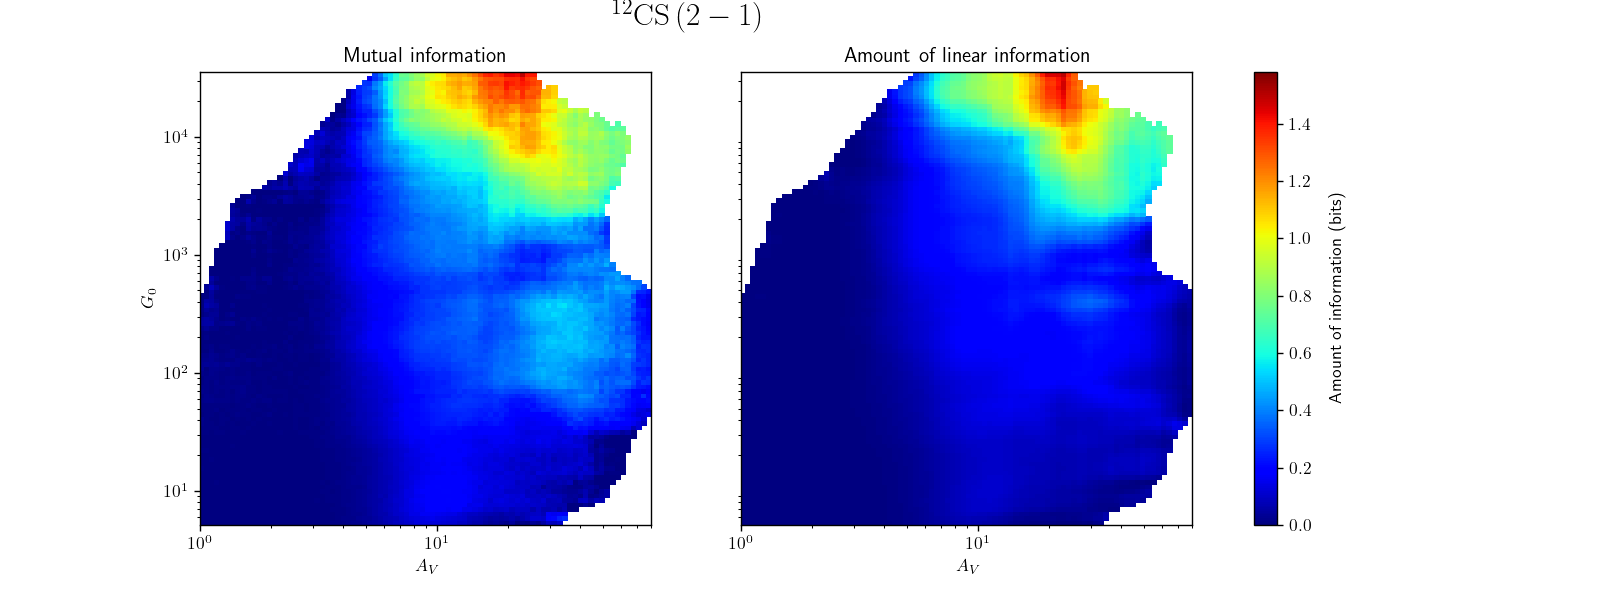 ¹²CS (2 − 1)
Mutual information
Amount of linear information
10⁴
10³
10²
10¹
G₀
10⁰ 10¹
A_V
10⁰ 10¹
A_V
1.4
1.2
1.0
0.8
0.6
0.4
0.2
0.0
Amount of information (bits)